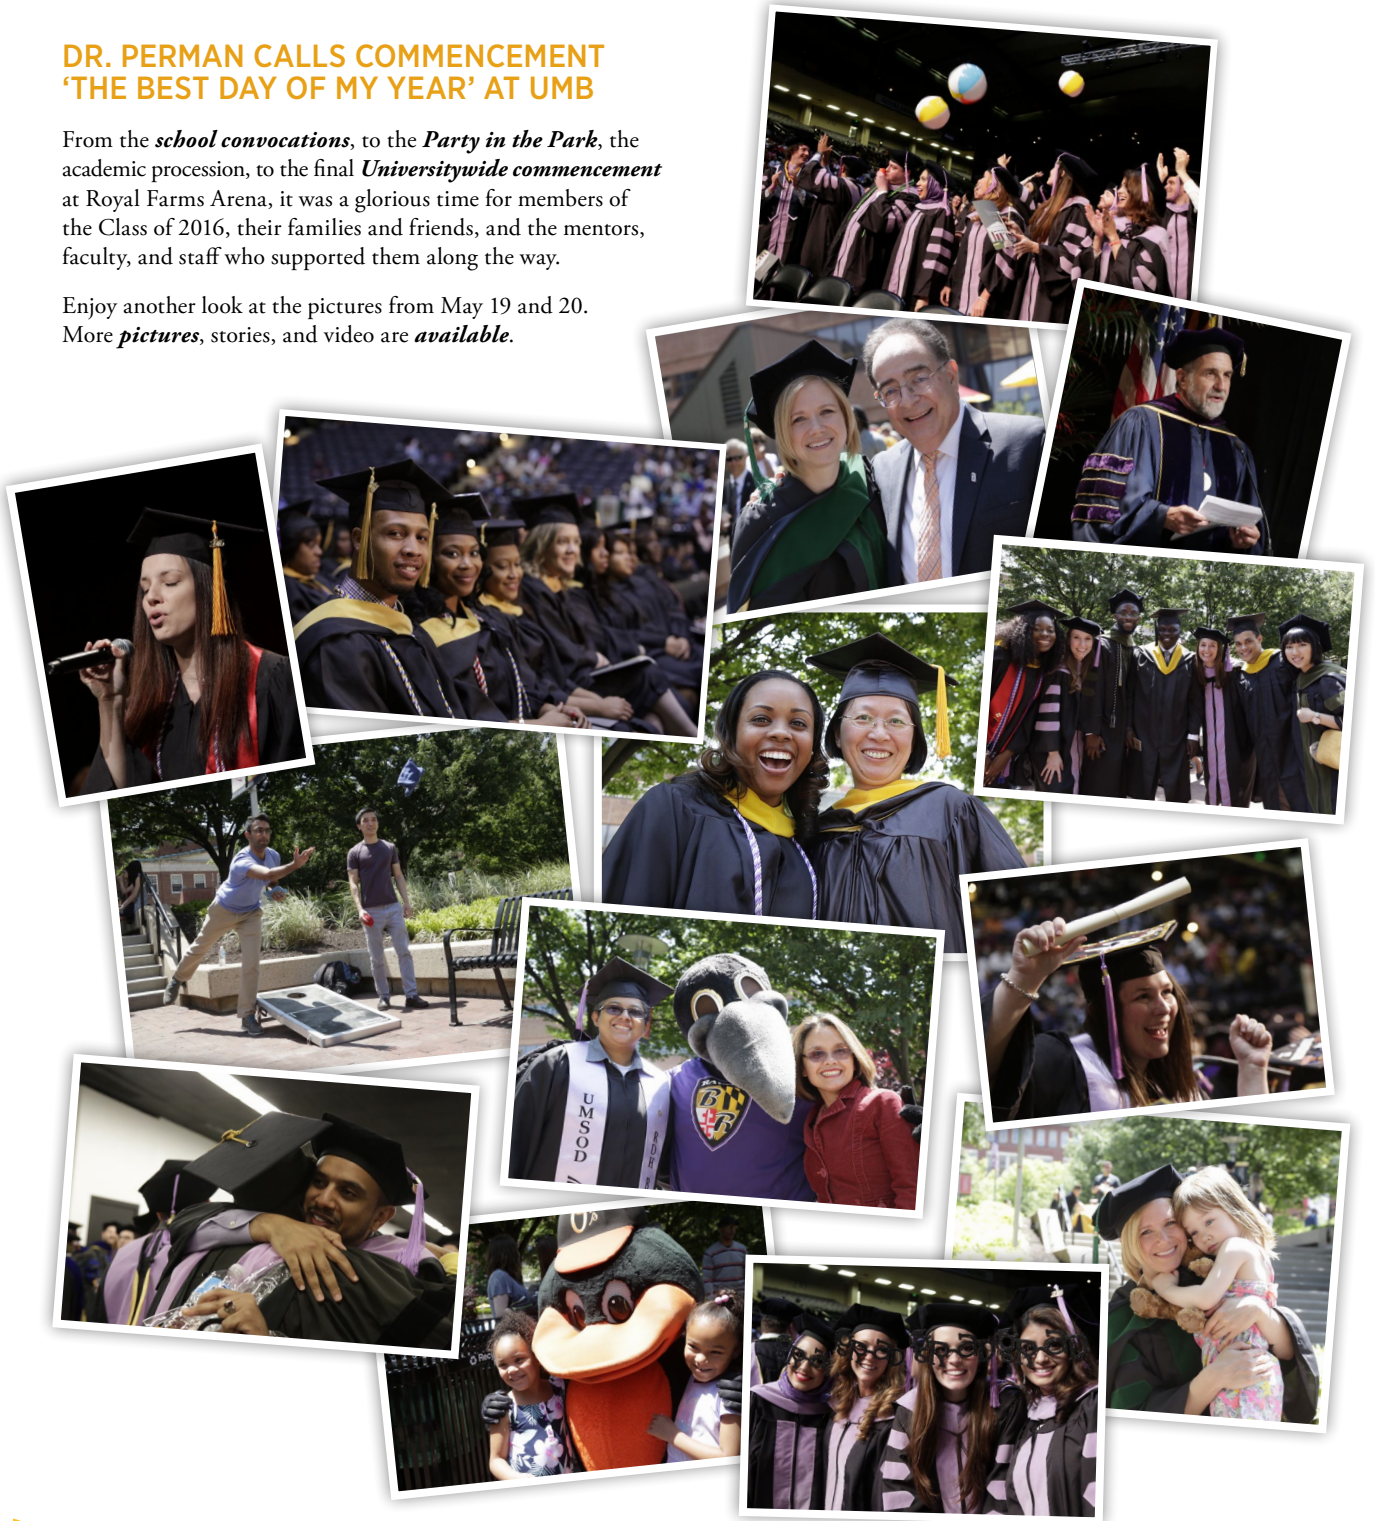 DR. PERMAN CALLS COMMENCEMENT
‘THE BEST DAY OF MY YEAR’ AT UMB
From the school convocations, to the Party in the Park, the
academic procession, to the final Universitywide commencement
at Royal Farms Arena, it was a glorious time for members of
the Class of 2016, their families and friends, and the mentors,
faculty, and staff who supported them along the way.
Enjoy another look at the pictures from May 19 and 20.
More pictures, stories, and video are available.
UMSOD
RDH
BR
O's